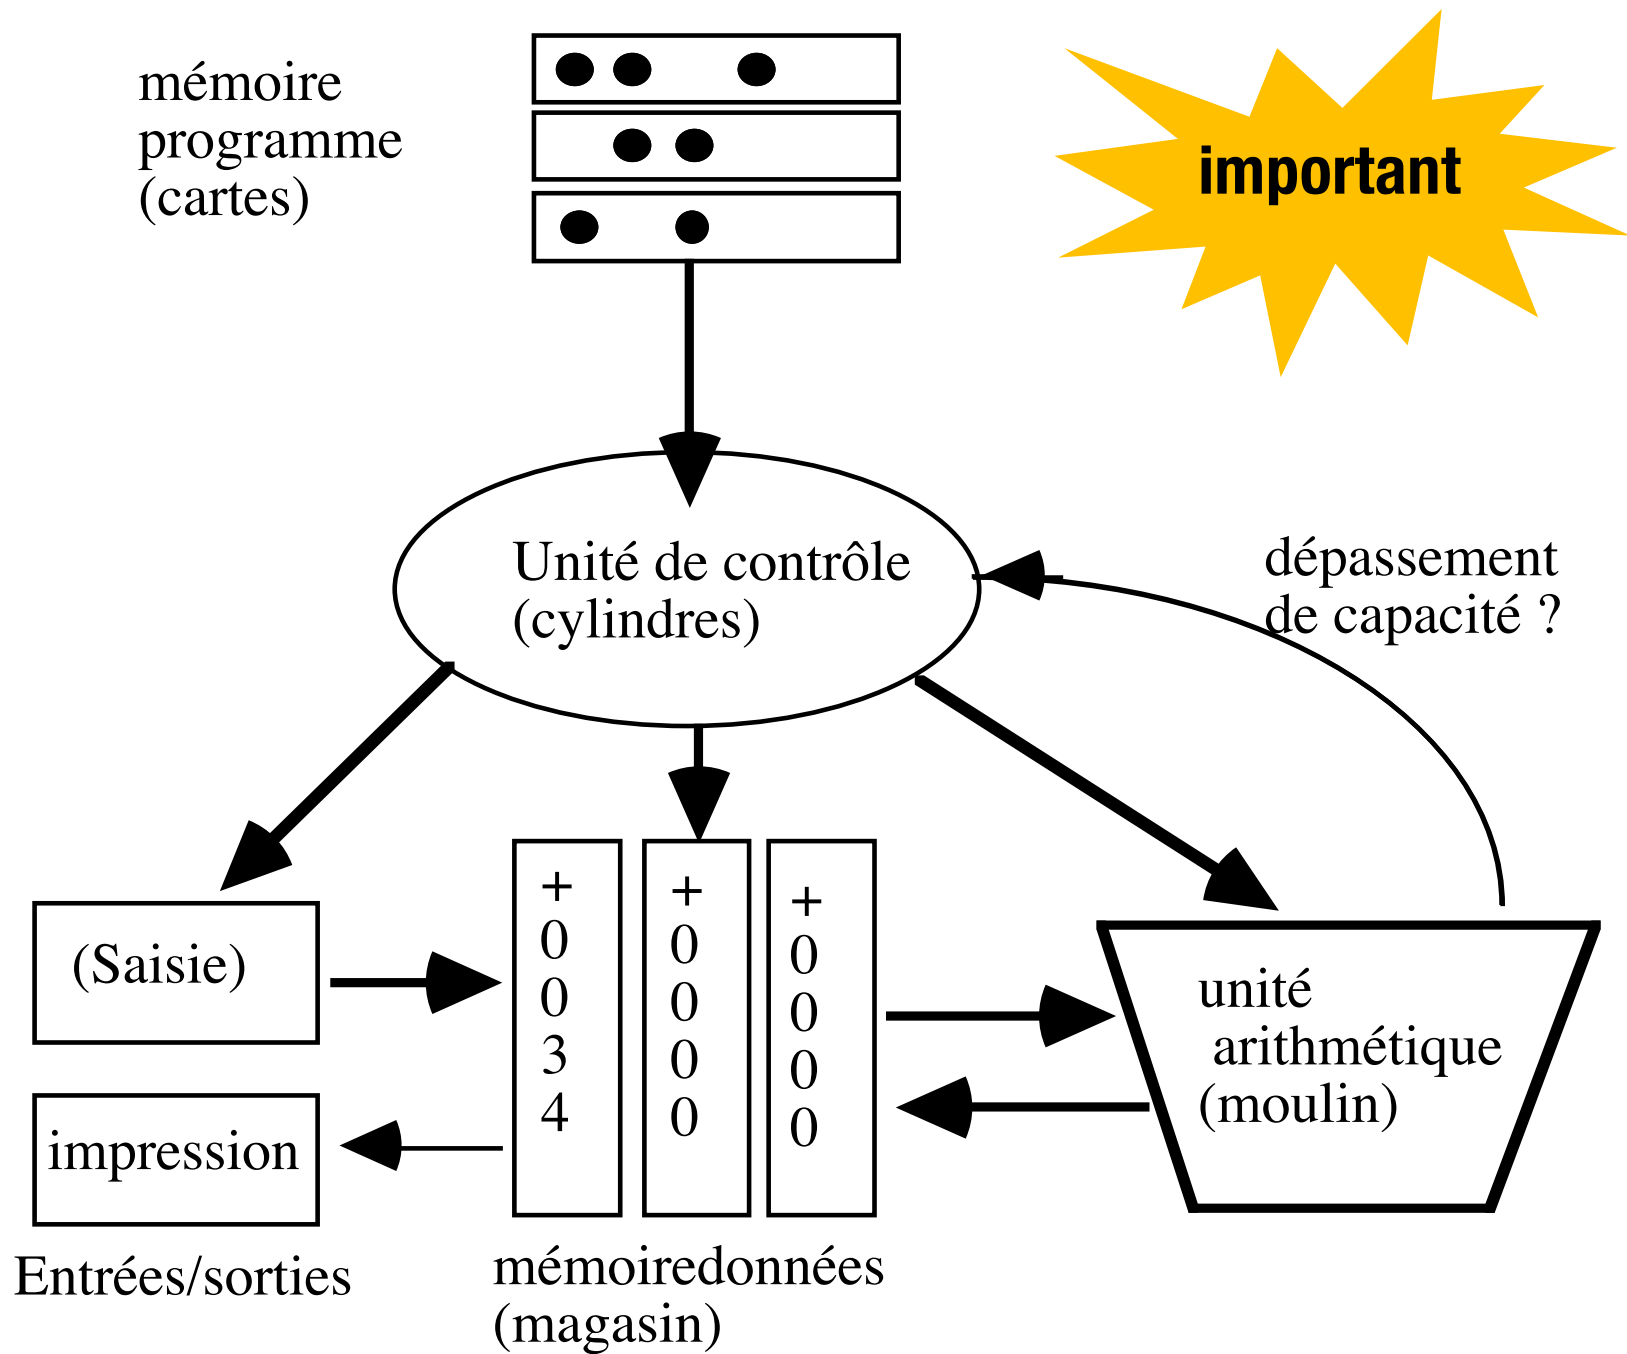 mémoire
programme
(cartes)
important
Unité de contrôle
(cylindres)
dépassement
de capacité ?
(Saisie)
impression
Entrées/sorties
+
0
0
3
4
+
0
0
0
0
+
0
0
0
0
mémoiredonnées
(magasin)
unité
arithmétique
(moulin)